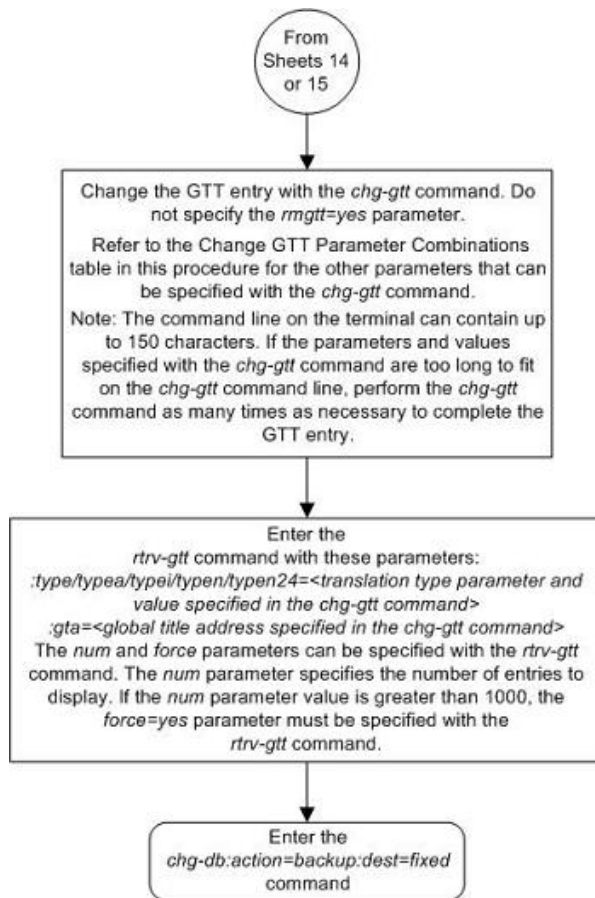 From
Sheets 14
or 15
Change the GTT entry with the chg-gtt command. Do
not specify the rmgtt=yes parameter.
Refer to the Change GTT Parameter Combinations
table in this procedure for the other parameters that can
be specified with the chg-gtt command.
Note: The command line on the terminal can contain up
to 150 characters. If the parameters and values
specified with the chg-gtt command are too long to fit
on the chg-gtt command line, perform the chg-gtt
command as many times as necessary to complete the
GTT entry.
Enter the
rtrv-gtt command with these parameters:
:type/typea/typei/typen/typen24=<translation type parameter and
value specified in the chg-gtt command>
:gta=<global title address specified in the chg-gtt command>
The num and force parameters can be specified with the rtrv-gtt
command. The num parameter specifies the number of entries to
display. If the num parameter value is greater than 1000, the
force=yes parameter must be specified with the
rtrv-gtt command.
Enter the
chg-db:action=backup:dest=fixed
command